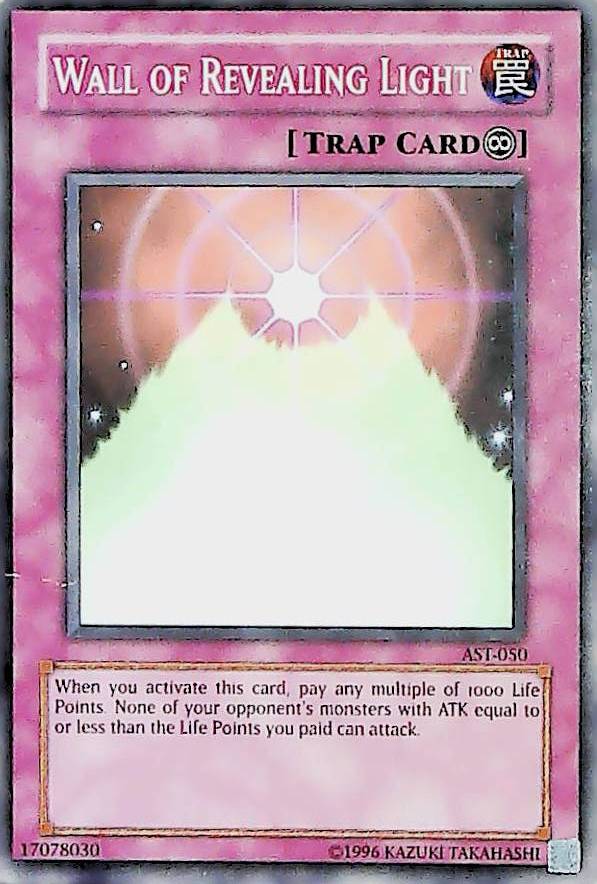 WALL OF REVEALING LIGHT
TRAP
罠
[TRAP CARD♾]
AST-050
When you activate this card, pay any multiple of 1000 Life
Points. None of your opponent's monsters with ATK equal to
or less than the Life Points you paid can attack.
17078030
©1996 KAZUKI TAKAHASHI